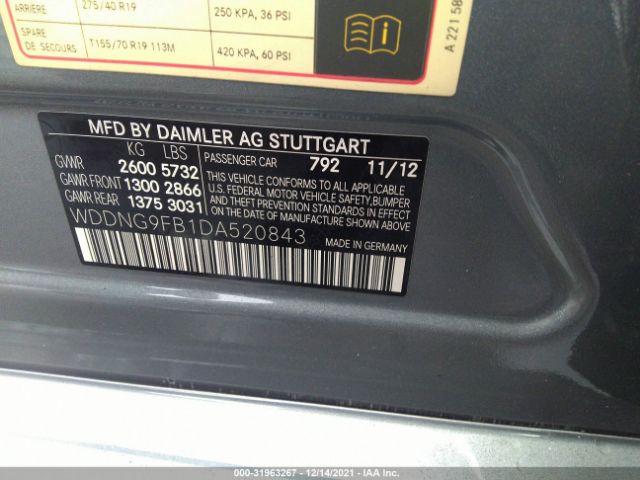 ARRIÈRE 275/40 R19 250 KPA, 36 PSI
SPARE
DE SECOURS T155/70 R19 113M 420 KPA, 60 PSI
A 221 58
MFD BY DAIMLER AG STUTTGART
KG LBS
GVWR 2600 5732
GAWR FRONT 1300 2866
GAWR REAR 1375 3031
PASSENGER CAR 792 11/12
THIS VEHICLE CONFORMS TO ALL APPLICABLE
U.S. FEDERAL MOTOR VEHICLE SAFETY,BUMPER
AND THEFT PREVENTION STANDARDS IN EFFECT
ON THE DATE OF MANUFACTURE SHOWN ABOVE.
WDDNG9FB1DA520843
MADE IN GERMANY
© COPYRIGHT - STOCK# - 31963267 - 12/14/2021 - IAA Inc.